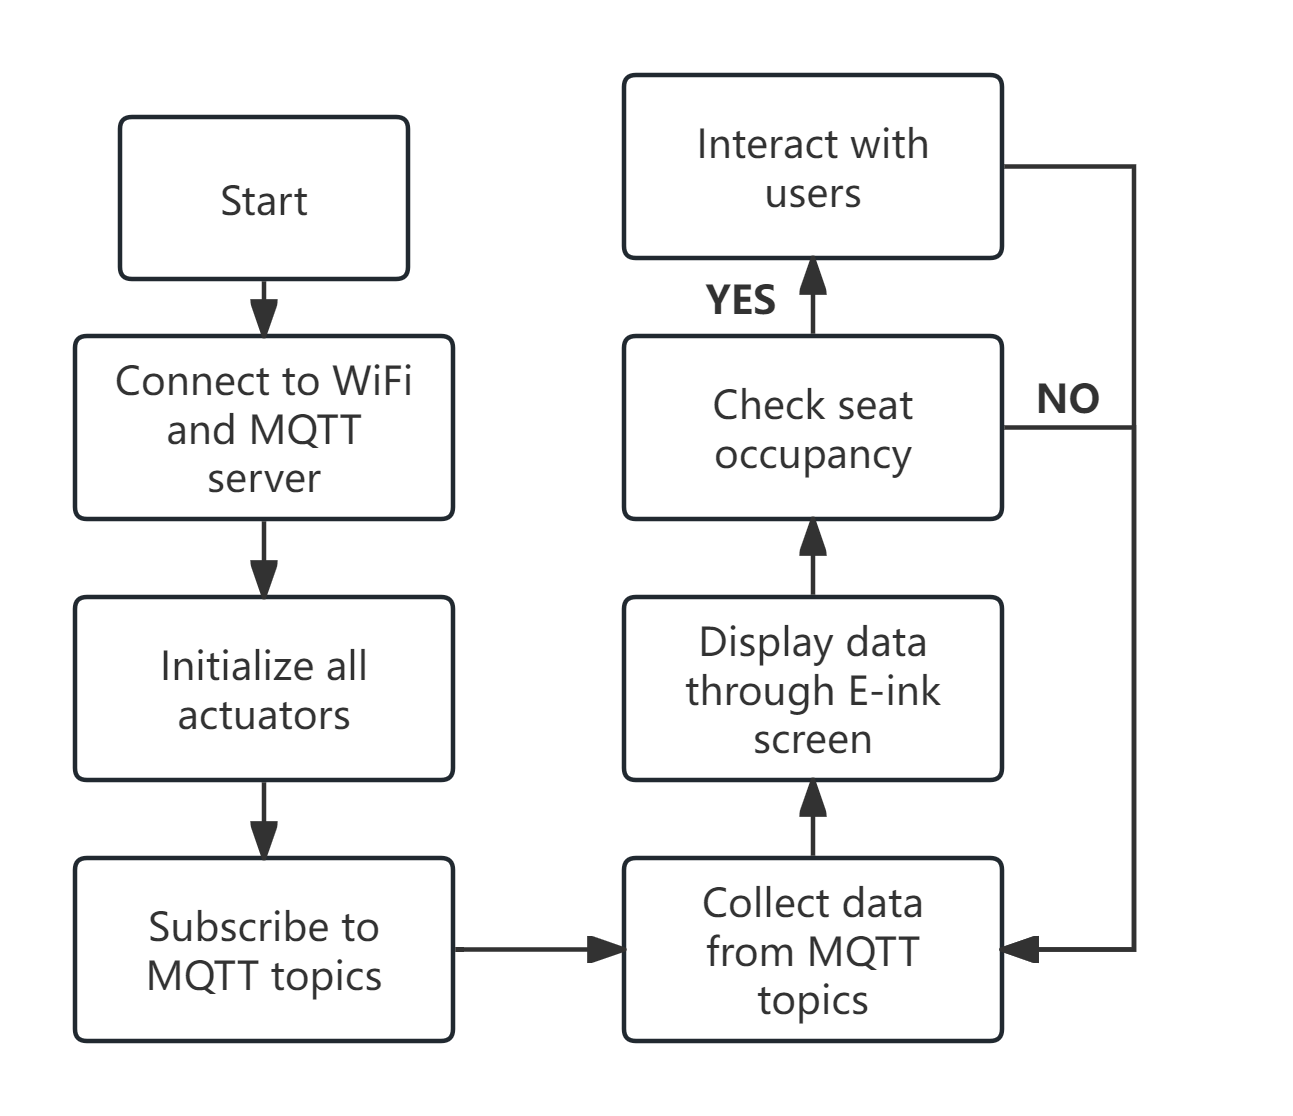 Start
Connect to WiFi
and MQTT
server
Initialize all
actuators
Subscribe to
MQTT topics
Collect data
from MQTT
topics
Display data
through E-ink
screen
Check seat
occupancy
YES
NO
Interact with
users